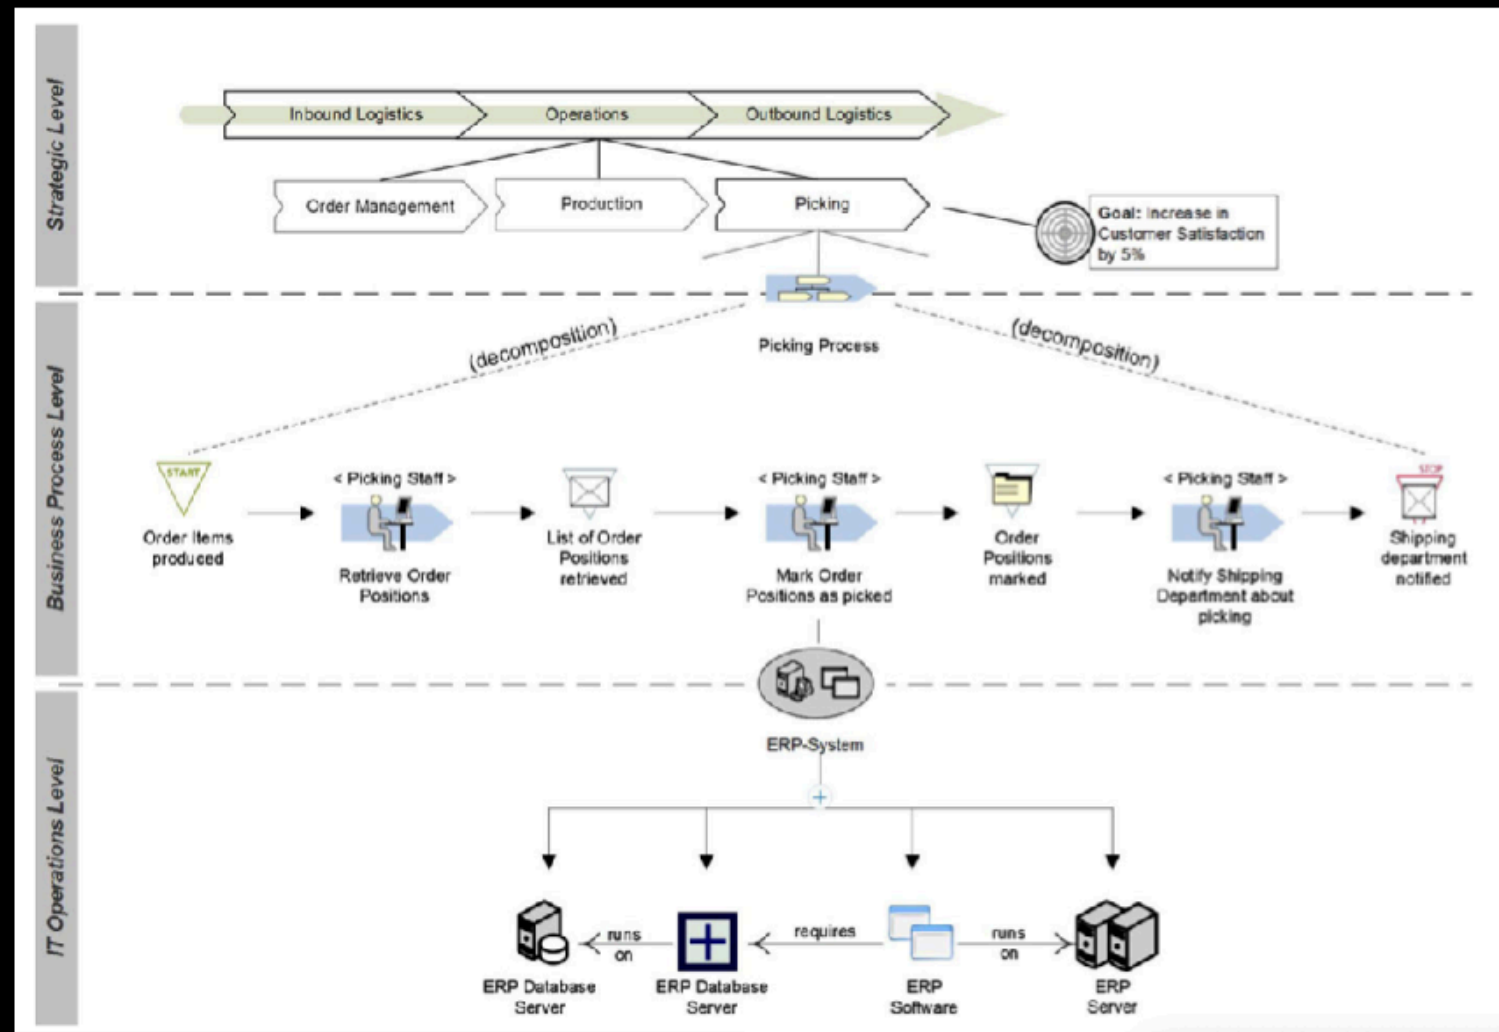 Strategic Level
Inbound Logistics
Operations
Outbound Logistics
Order Management
Production
Picking
Goal: Increase in
Customer Satisfaction
by 5%
Business Process Level
(decomposition)
Picking Process
(decomposition)
START
Order Items
produced
< Picking Staff >
Retrieve Order
Positions
List of Order
Positions
retrieved
< Picking Staff >
Mark Order
Positions as picked
Order
Positions
marked
< Picking Staff >
Notify Shipping
Department about
picking
STOP
Shipping
department
notified
IT Operations Level
ERP-System
ERP Database
Server
runs
on
ERP Database
Server
requires
ERP
Software
runs
on
ERP
Server